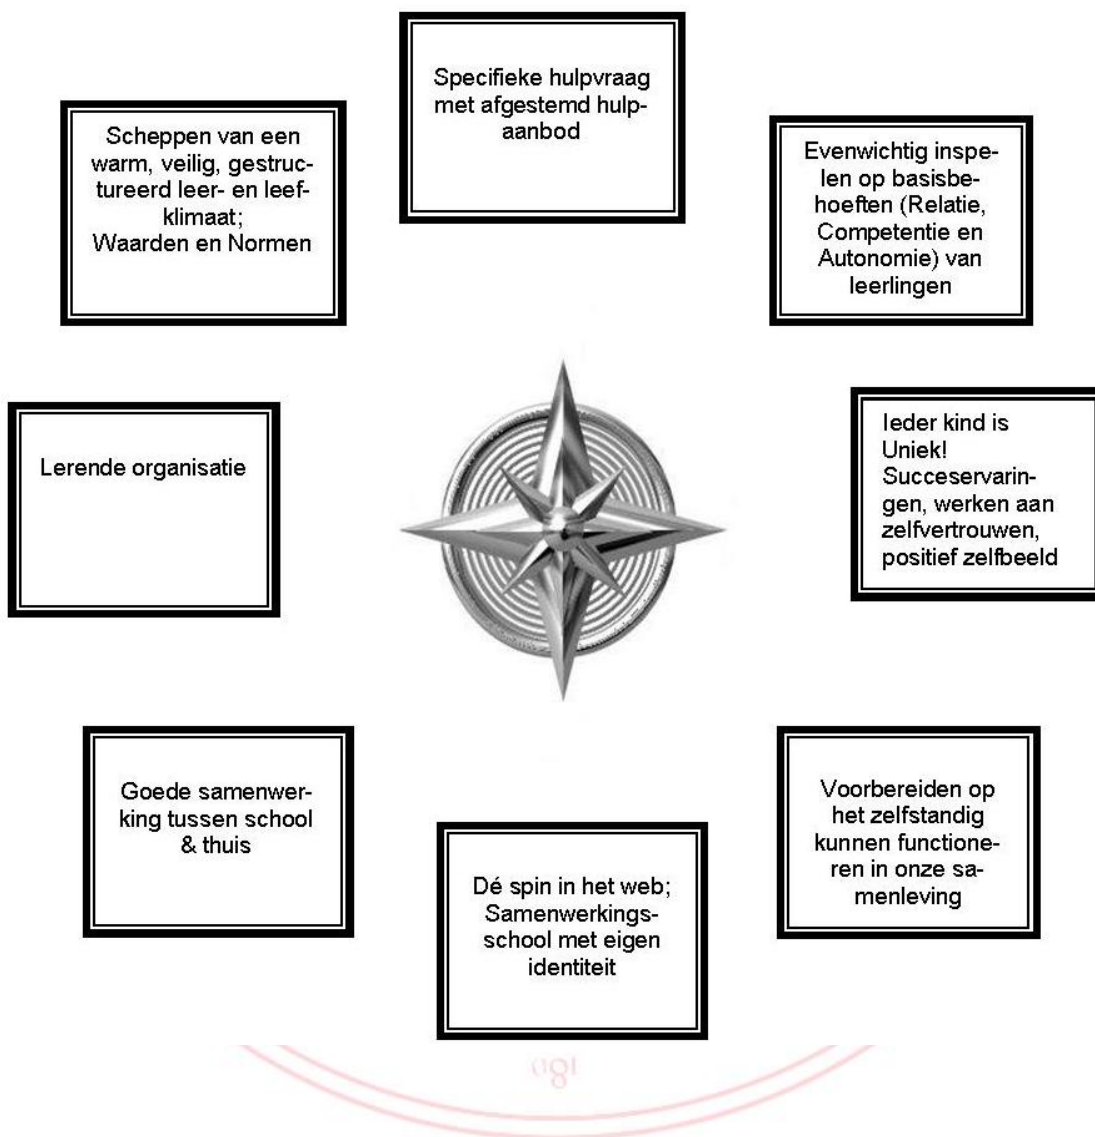 Specifieke hulpvraag
met afgestemd hulp-
aanbod
Scheppen van een
warm, veilig, gestruc-
tureerd leer- en leef-
klimaat;
Waarden en Normen
Evenwichtig inspe-
len op basisbe-
hoeften (Relatie,
Competentie en
Autonomie) van
leerlingen
Lerende organisatie
Ieder kind is
Uniek!
Succeservarin-
gen, werken aan
zelfvertrouwen,
positief zelfbeeld
Goede samenwer-
king tussen school
& thuis
Dé spin in het web;
Samenwerkings-
school met eigen
identiteit
Voorbereiden op
het zelfstandig
kunnen functione-
ren in onze sa-
menleving
180